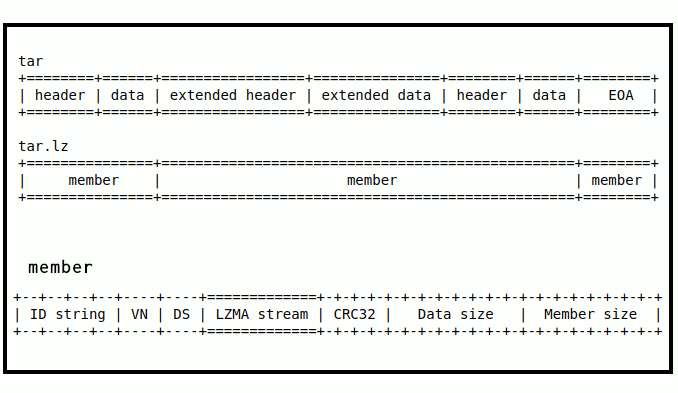 tar
+========+======+=================+===============+========+======+========+
| header | data | extended header | extended data | header | data |   EOA  |
+========+======+=================+===============+========+======+========+
tar.lz
+===============+=================================================+========+
|     member    |                      member                     | member |
+===============+=================================================+========+
member
+--+--+--+--+----+----+=============+-+-+-+-+-+-+-+-+-+-+-+-+-+-+-+-+-+-+-+-+
| ID string | VN | DS | LZMA stream | CRC32 |   Data size   |  Member size  |
+--+--+--+--+----+----+=============+-+-+-+-+-+-+-+-+-+-+-+-+-+-+-+-+-+-+-+-+